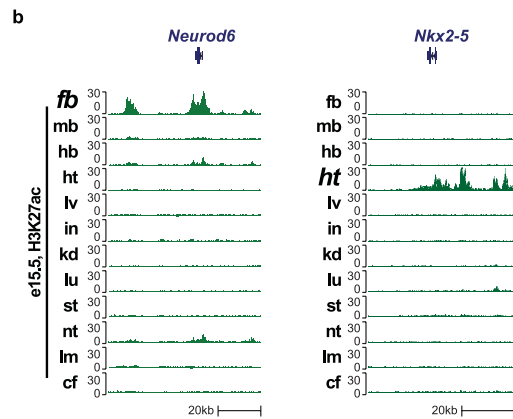 b
Neurod6 Nkx2-5
e15.5, H3K27ac
fb 30 0 fb 30 0
mb 30 0 mb 30 0
hb 30 0 hb 30 0
ht 30 0 ht 30 0
lv 30 0 lv 30 0
in 30 0 in 30 0
kd 30 0 kd 30 0
lu 30 0 lu 30 0
st 30 0 st 30 0
nt 30 0 nt 30 0
lm 30 0 lm 30 0
cf 30 0 cf 30 0
20kb 20kb